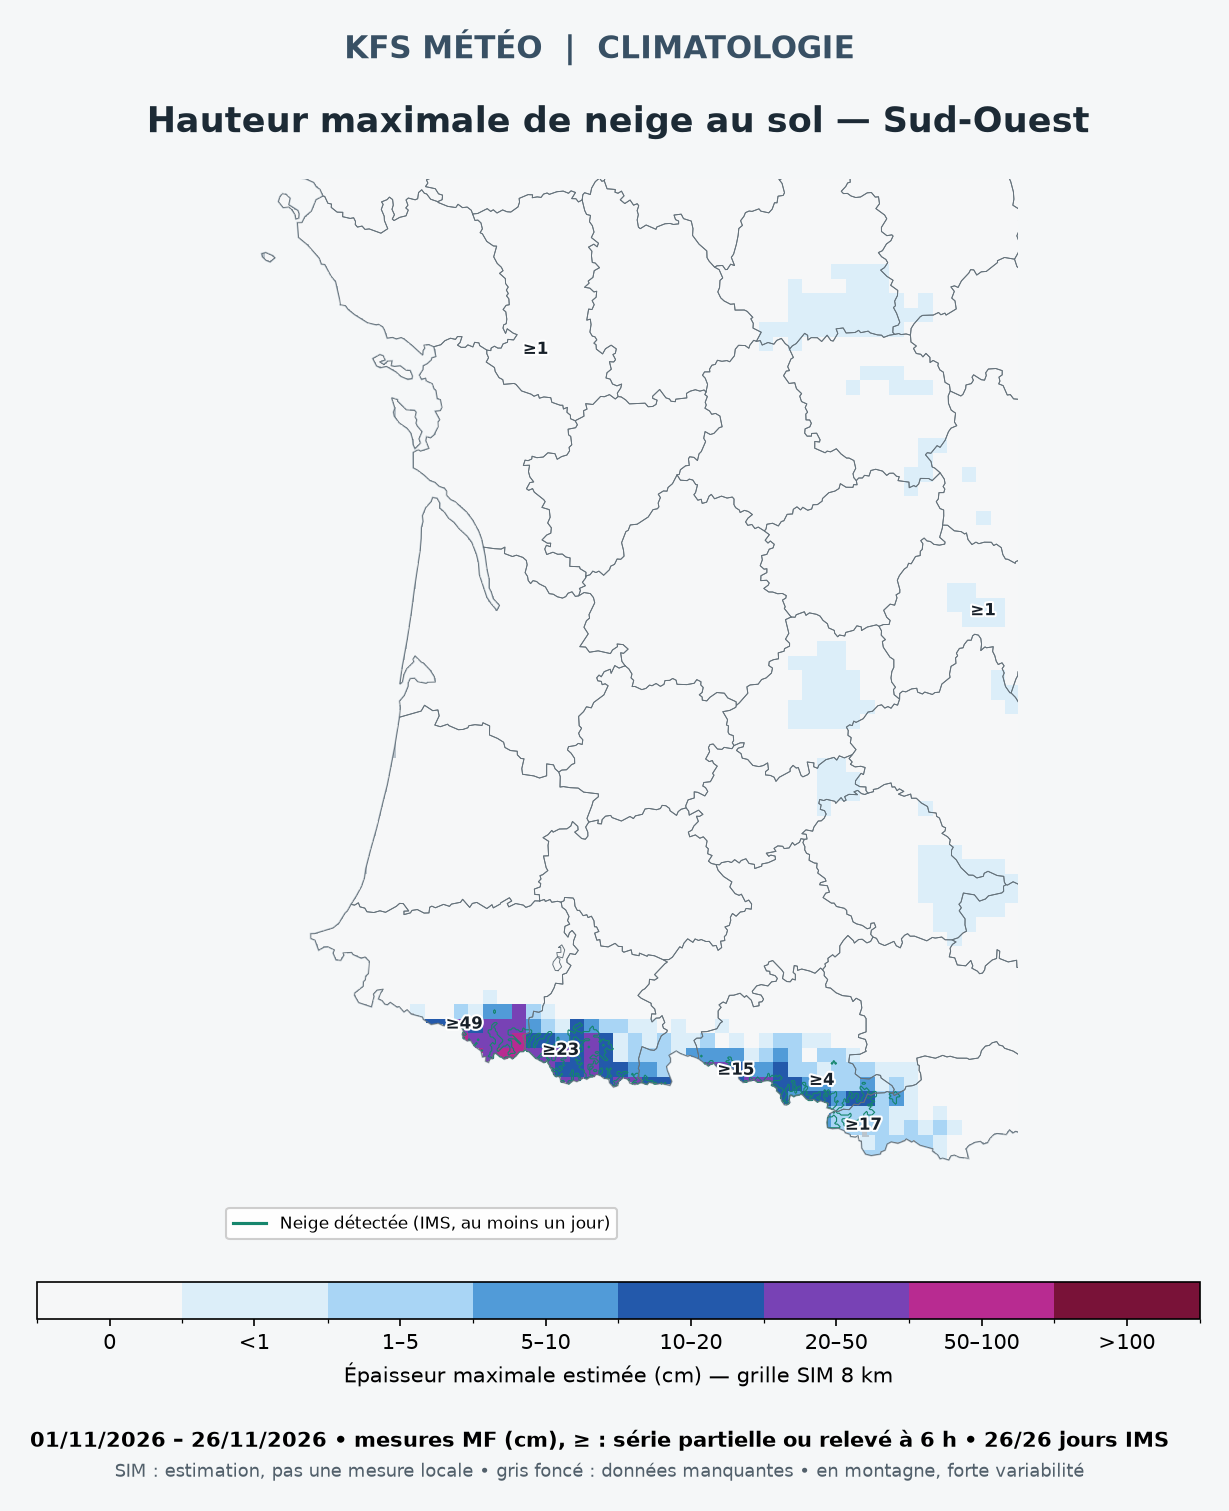 KFS MÉTÉO | CLIMATOLOGIE
Hauteur maximale de neige au sol — Sud-Ouest
≥1
≥1
≥49
≥23
≥15
≥4
≥17
Neige détectée (IMS, au moins un jour)
0 <1 1–5 5–10 10–20 20–50 50–100 >100
Épaisseur maximale estimée (cm) — grille SIM 8 km
01/11/2026 – 26/11/2026 • mesures MF (cm), ≥ : série partielle ou relevé à 6 h • 26/26 jours IMS
SIM : estimation, pas une mesure locale • gris foncé : données manquantes • en montagne, forte variabilité